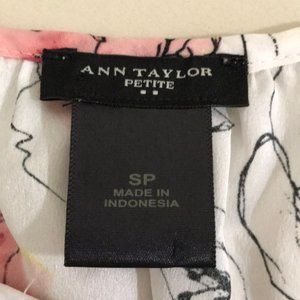 ANN TAYLOR
PETITE
SP
MADE IN
INDONESIA